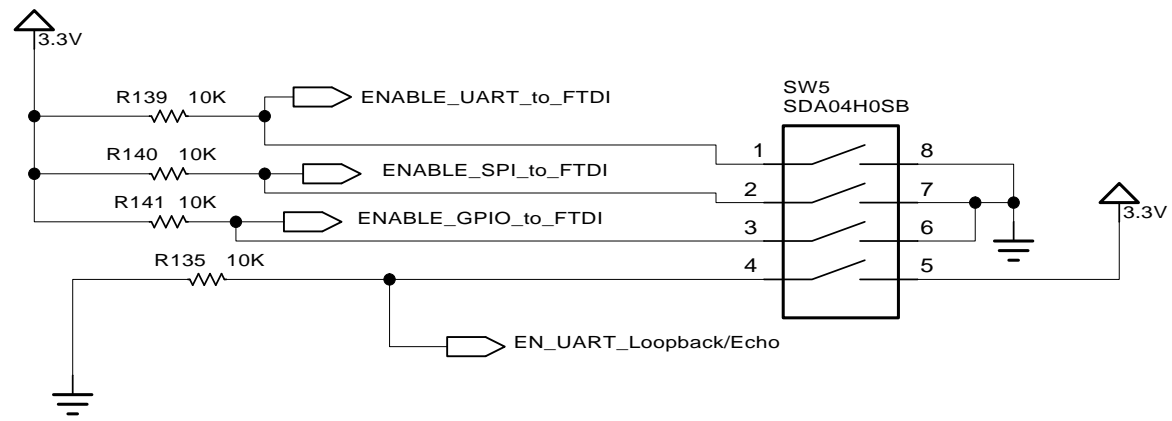 3.3V
R139 10K
ENABLE_UART_to_FTDI
SW5
SDA04H0SB
R140 10K
ENABLE_SPI_to_FTDI
1
8
2
7
R141 10K
ENABLE_GPIO_to_FTDI
3.3V
3
6
R135 10K
4
5
EN_UART_Loopback/Echo